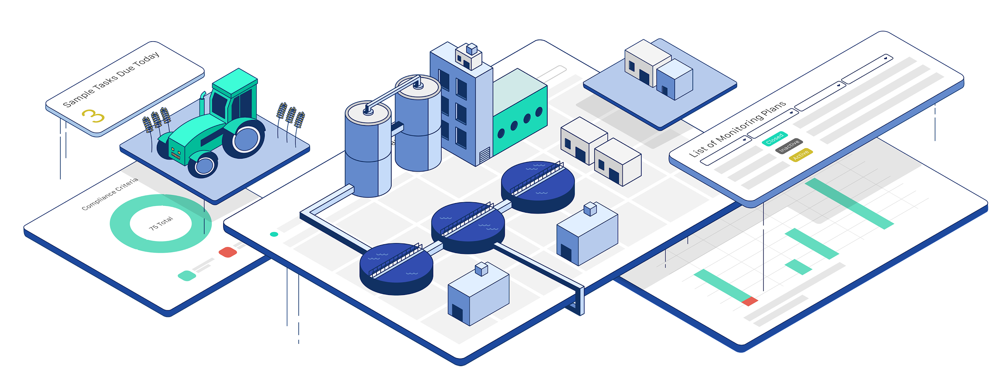 Sample Tasks Due Today
3
Compliance Criteria
75 Total
List of Monitoring Plans
Closed
Inactive
Active